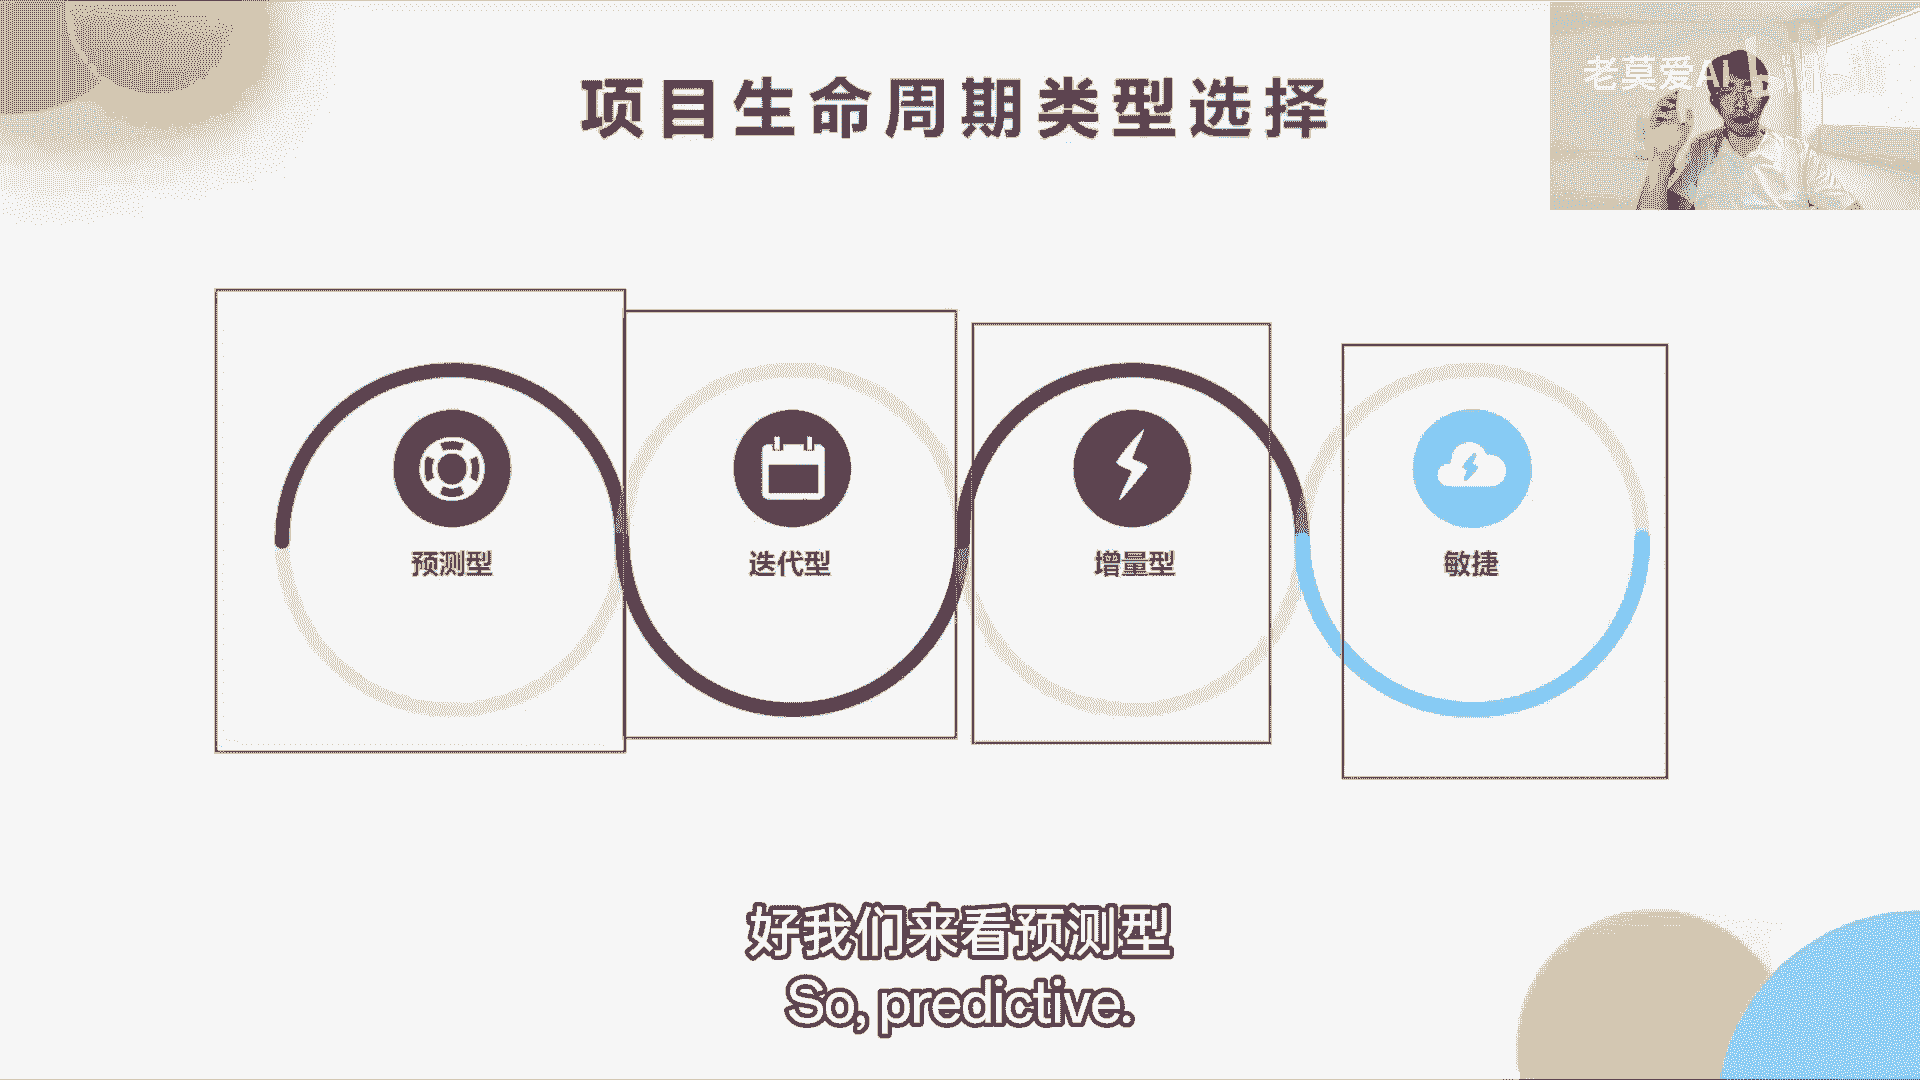 项目生命周期类型选择
老莫爱AI
预测型
迭代型
增量型
敏捷
好我们来看预测型
So, predictive.